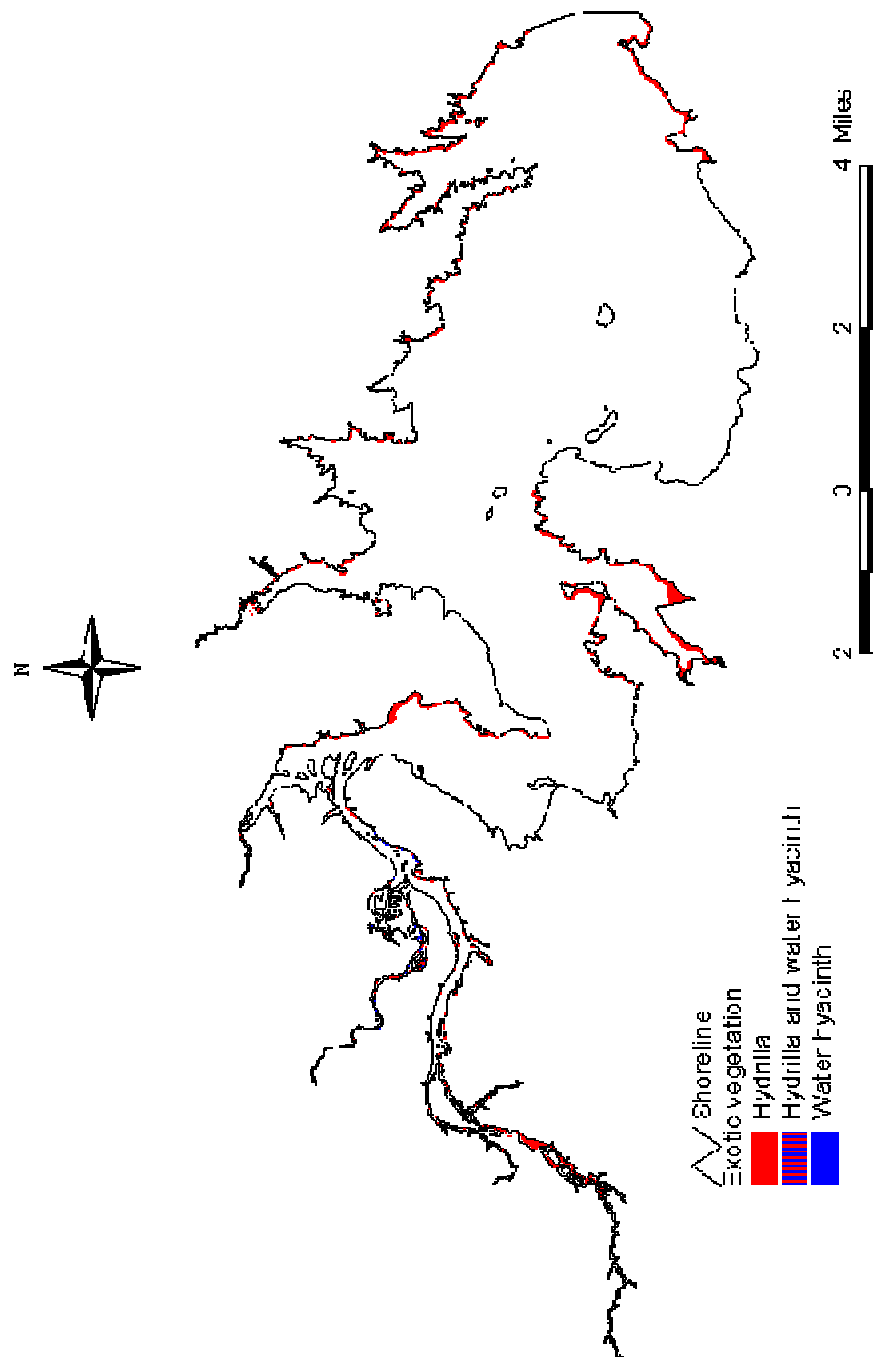 N
2 0 2 4 Miles
Shoreline
Exotic vegetation
Hydrilla
Hydrilla and water hyacinth
Water hyacinth